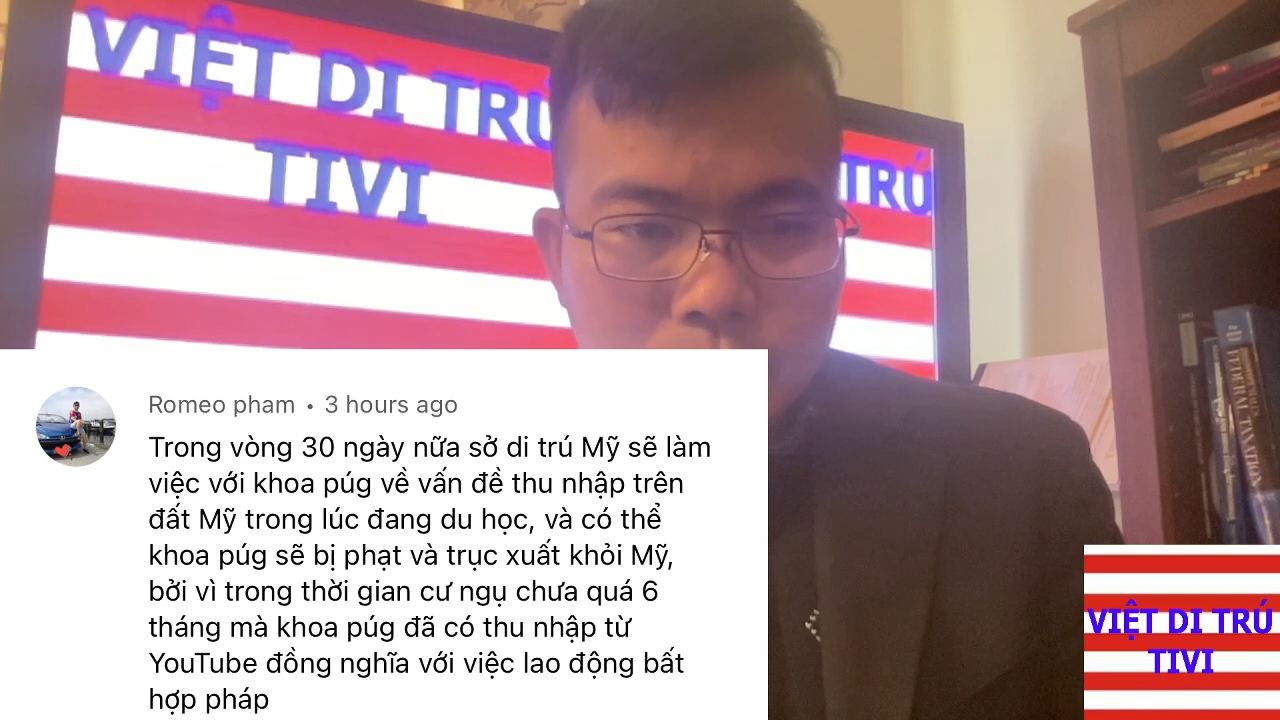 VIỆT DI TRÚ
TIVI
TRÚ
FEDERAL TAXATION
Romeo pham • 3 hours ago
Trong vòng 30 ngày nữa sở di trú Mỹ sẽ làm
việc với khoa púg về vấn đề thu nhập trên
đất Mỹ trong lúc đang du học, và có thể
khoa púg sẽ bị phạt và trục xuất khỏi Mỹ,
bởi vì trong thời gian cư ngụ chưa quá 6
tháng mà khoa púg đã có thu nhập từ
YouTube đồng nghĩa với việc lao động bất
hợp pháp
VIỆT DI TRÚ
TIVI